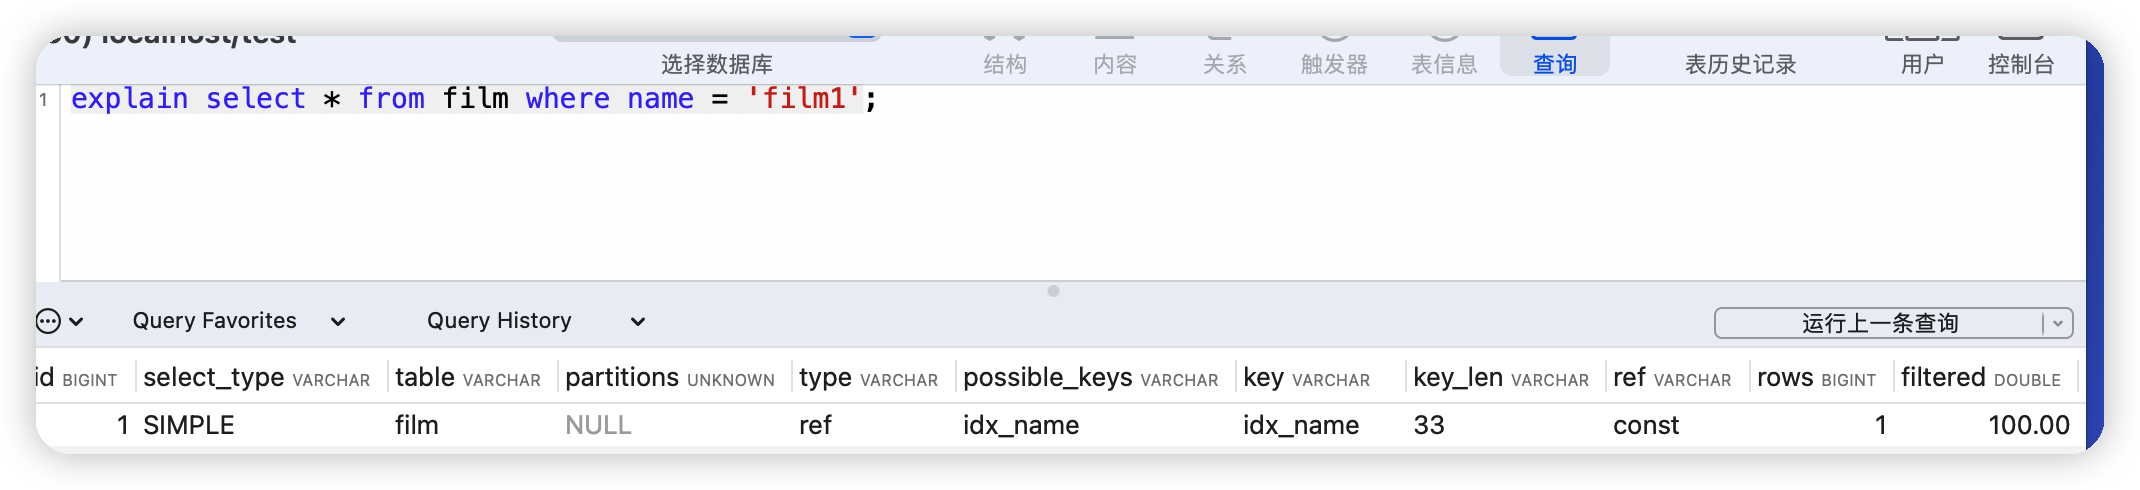 localhost/test
选择数据库 结构 内容 关系 触发器 表信息 查询 表历史记录 用户 控制台
1 explain select * from film where name = 'film1';
Query Favorites Query History 运行上一条查询
id BIGINT select_type VARCHAR table VARCHAR partitions UNKNOWN type VARCHAR possible_keys VARCHAR key VARCHAR key_len VARCHAR ref VARCHAR rows BIGINT filtered DOUBLE
1 SIMPLE film NULL ref idx_name idx_name 33 const 1 100.00